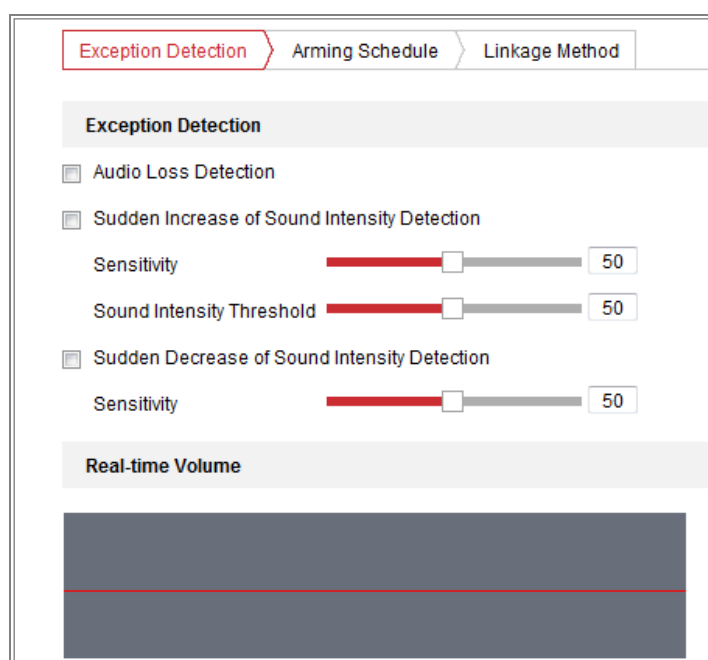 Exception Detection Arming Schedule Linkage Method
Exception Detection
Audio Loss Detection
Sudden Increase of Sound Intensity Detection
Sensitivity 50
Sound Intensity Threshold 50
Sudden Decrease of Sound Intensity Detection
Sensitivity 50
Real-time Volume